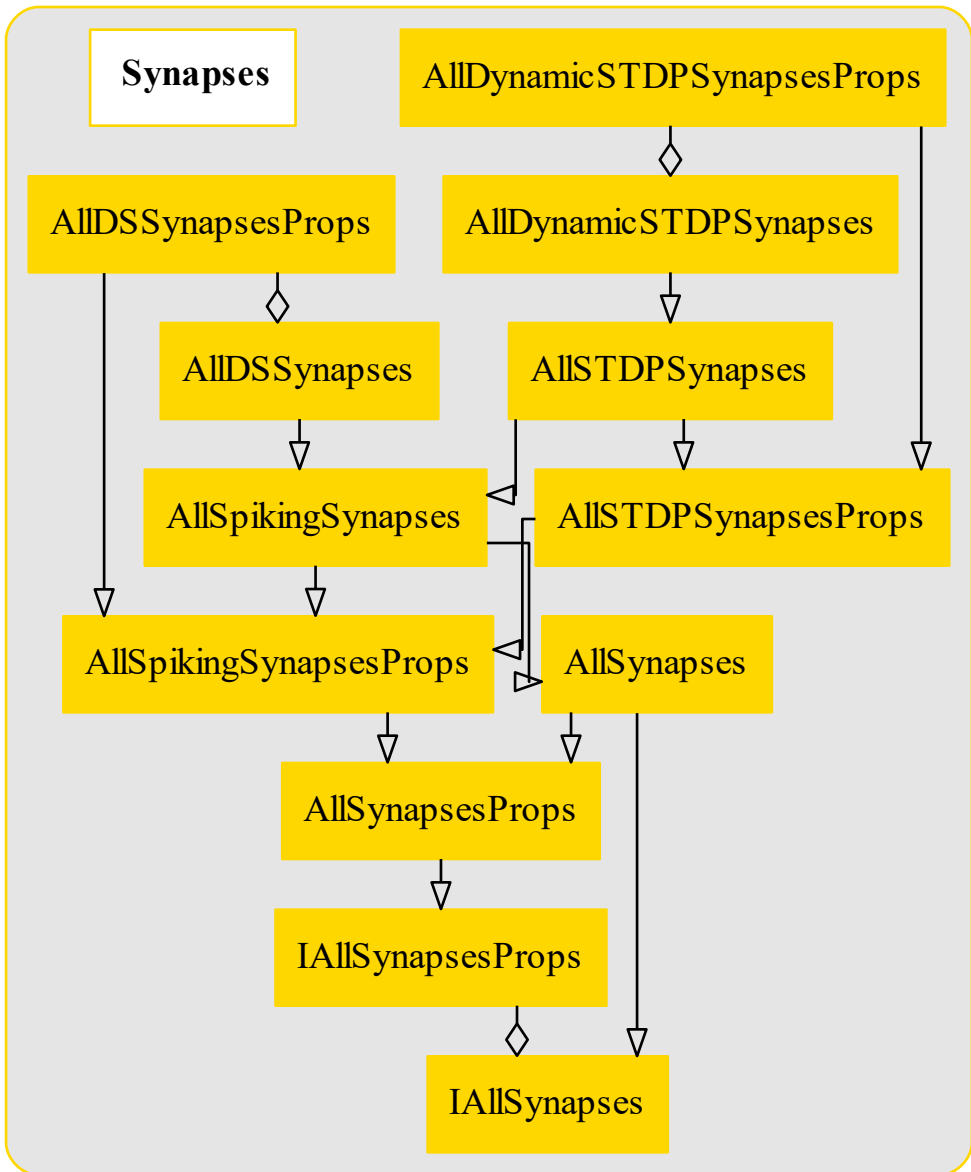 Synapses
AllDynamicSTDPSynapsesProps
AllDSSynapsesProps
AllDynamicSTDPSynapses
AllDSSynapses
AllSTDPSynapses
AllSpikingSynapses
AllSTDPSynapsesProps
AllSpikingSynapsesProps
AllSynapses
AllSynapsesProps
IAllSynapsesProps
IAllSynapses